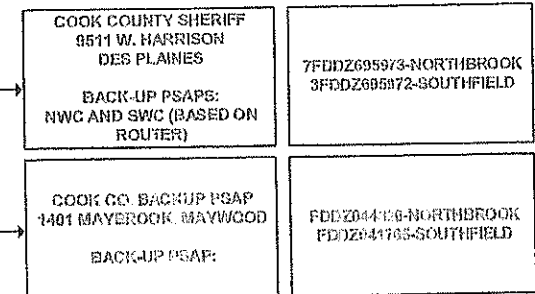 COOK COUNTY SHERIFF
9511 W. HARRISON
DES PLAINES
BACK-UP PSAPS:
NWC AND SWC (BASED ON
ROUTER)
7FDDZ695973-NORTHBROOK
3FDDZ695972-SOUTHFIELD
COOK CO. BACKUP PSAP
1401 MAYBROOK, MAYWOOD
BACK-UP PSAP:
-NORTHBROOK
-SOUTHFIELD